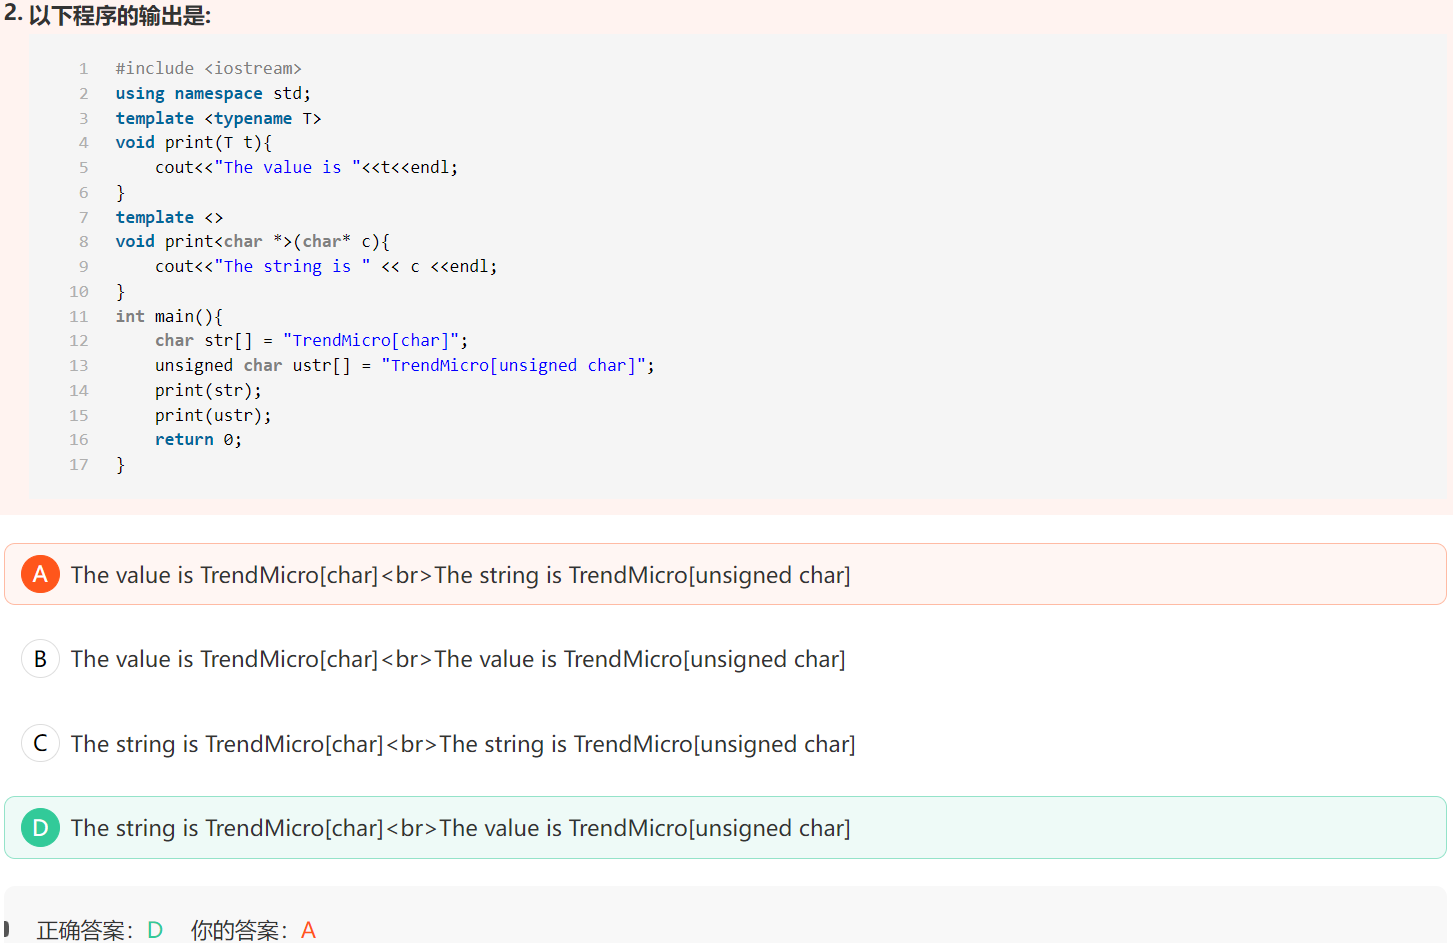 2. 以下程序的输出是:
1 #include <iostream>
2 using namespace std;
3 template <typename T>
4 void print(T t){
5     cout<<"The value is "<<t<<endl;
6 }
7 template <>
8 void print<char *>(char* c){
9     cout<<"The string is " << c <<endl;
10 }
11 int main(){
12     char str[] = "TrendMicro[char]";
13     unsigned char ustr[] = "TrendMicro[unsigned char]";
14     print(str);
15     print(ustr);
16     return 0;
17 }
A The value is TrendMicro[char]<br>The string is TrendMicro[unsigned char]
B The value is TrendMicro[char]<br>The value is TrendMicro[unsigned char]
C The string is TrendMicro[char]<br>The string is TrendMicro[unsigned char]
D The string is TrendMicro[char]<br>The value is TrendMicro[unsigned char]
正确答案：D 你的答案：A